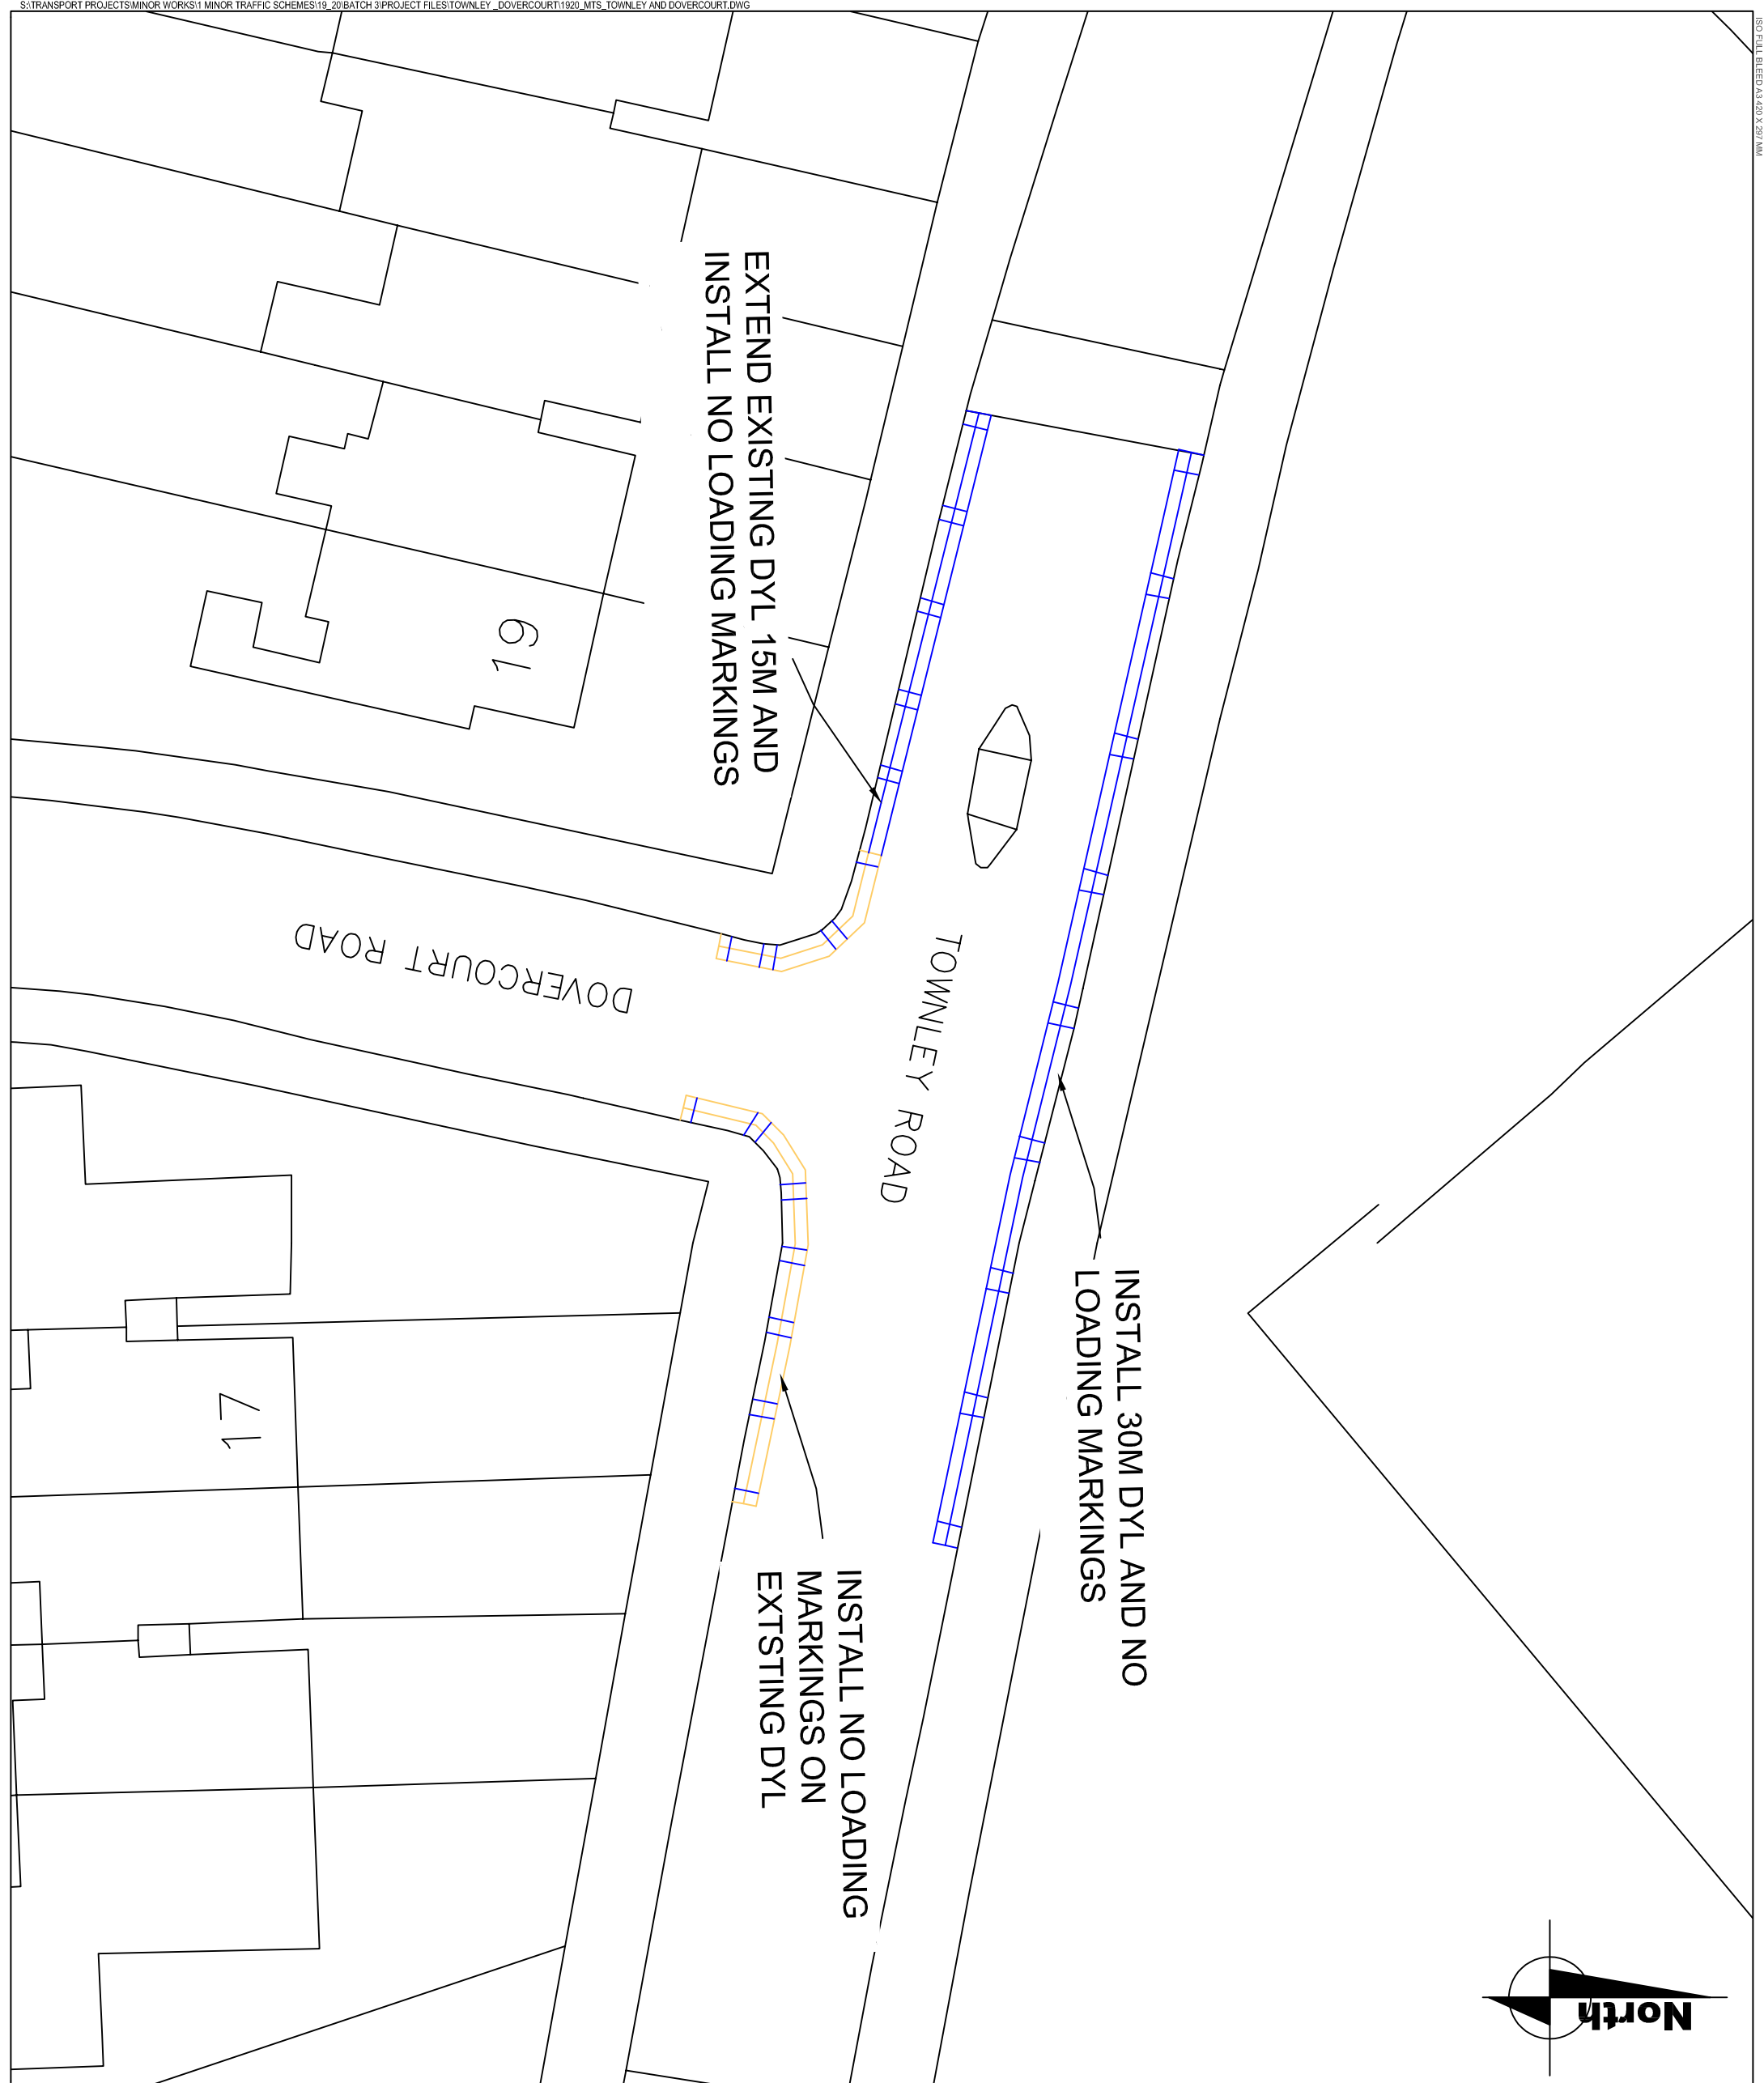 S:\TRANSPORT PROJECTS\MINOR WORKS\1 MINOR TRAFFIC SCHEMES\19_20\BATCH 3\PROJECT FILES\TOWNLEY _DOVERCOURT\1920_MTS_TOWNLEY AND DOVERCOURT.DWG
ISO FULL BLEED A3 420 X 297 MM
EXTEND EXISTING DYL 15M AND
INSTALL NO LOADING MARKINGS
19
DOVERCOURT ROAD
TOWNLEY ROAD
INSTALL 30M DYL AND NO
LOADING MARKINGS
17
INSTALL NO LOADING
MARKINGS ON
EXTSTING DYL
North